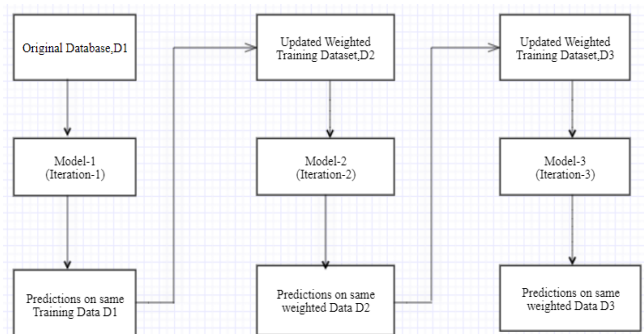 Original Database,D1
Model-1
(Iteration-1)
Predictions on same
Training Data D1
Updated Weighted
Training Dataset,D2
Model-2
(Iteration-2)
Predictions on same
weighted Data D2
Updated Weighted
Training Dataset,D3
Model-3
(Iteration-3)
Predictions on same
weighted Data D3